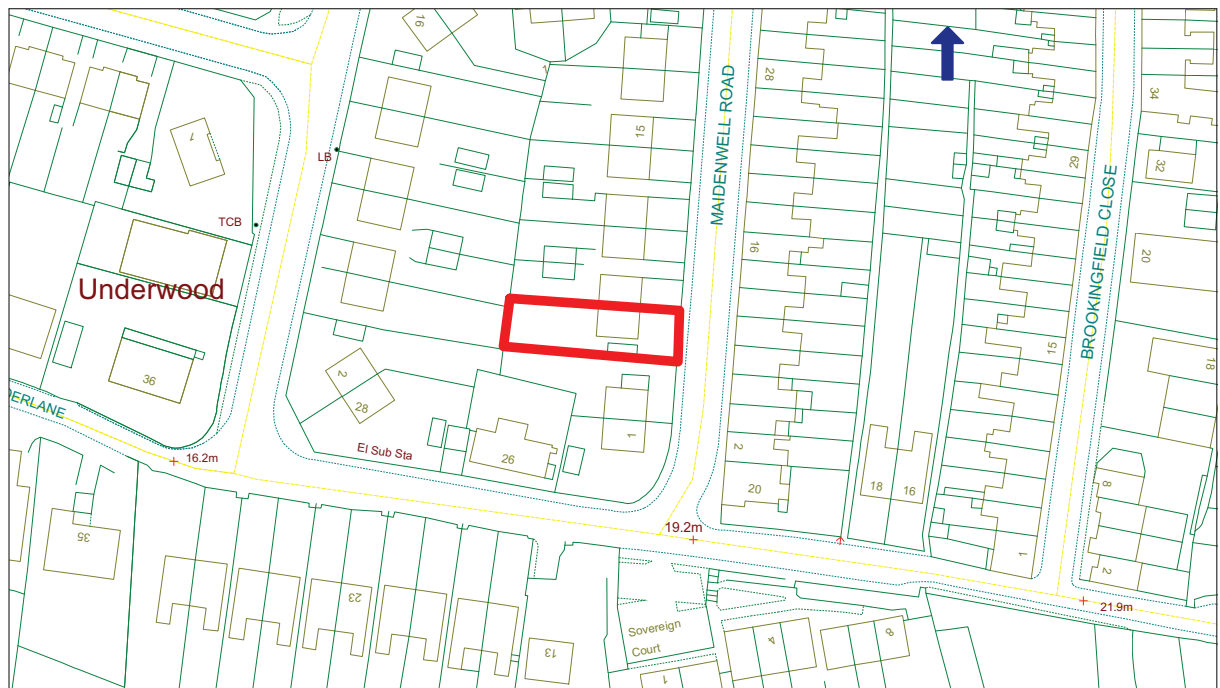 16
28
34
15
1
LB
29
32
MAIDENWELL ROAD
BROOKINGFIELD CLOSE
TCB
16
20
Underwood
15
18
2
36
28
DERLANE
1
2
El Sub Sta
26
16.2m
20
18
16
8
19.2m
35
1
2
23
21.9m
Sovereign
Court
4
8
13
1